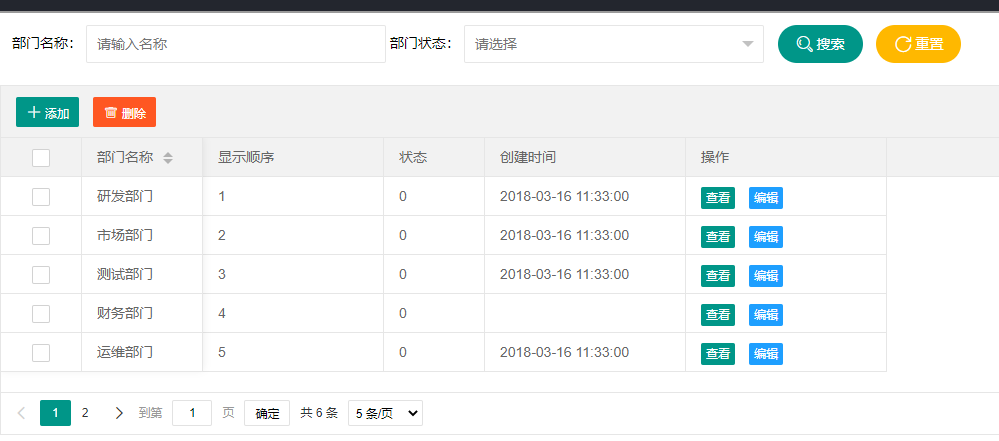 部门名称: 请输入名称 部门状态: 请选择 搜索 重置
添加 删除
部门名称 显示顺序 状态 创建时间 操作
研发部门 1 0 2018-03-16 11:33:00 查看 编辑
市场部门 2 0 2018-03-16 11:33:00 查看 编辑
测试部门 3 0 2018-03-16 11:33:00 查看 编辑
财务部门 4 0 查看 编辑
运维部门 5 0 2018-03-16 11:33:00 查看 编辑
1 2 到第 1 页 确定 共 6 条 5 条/页